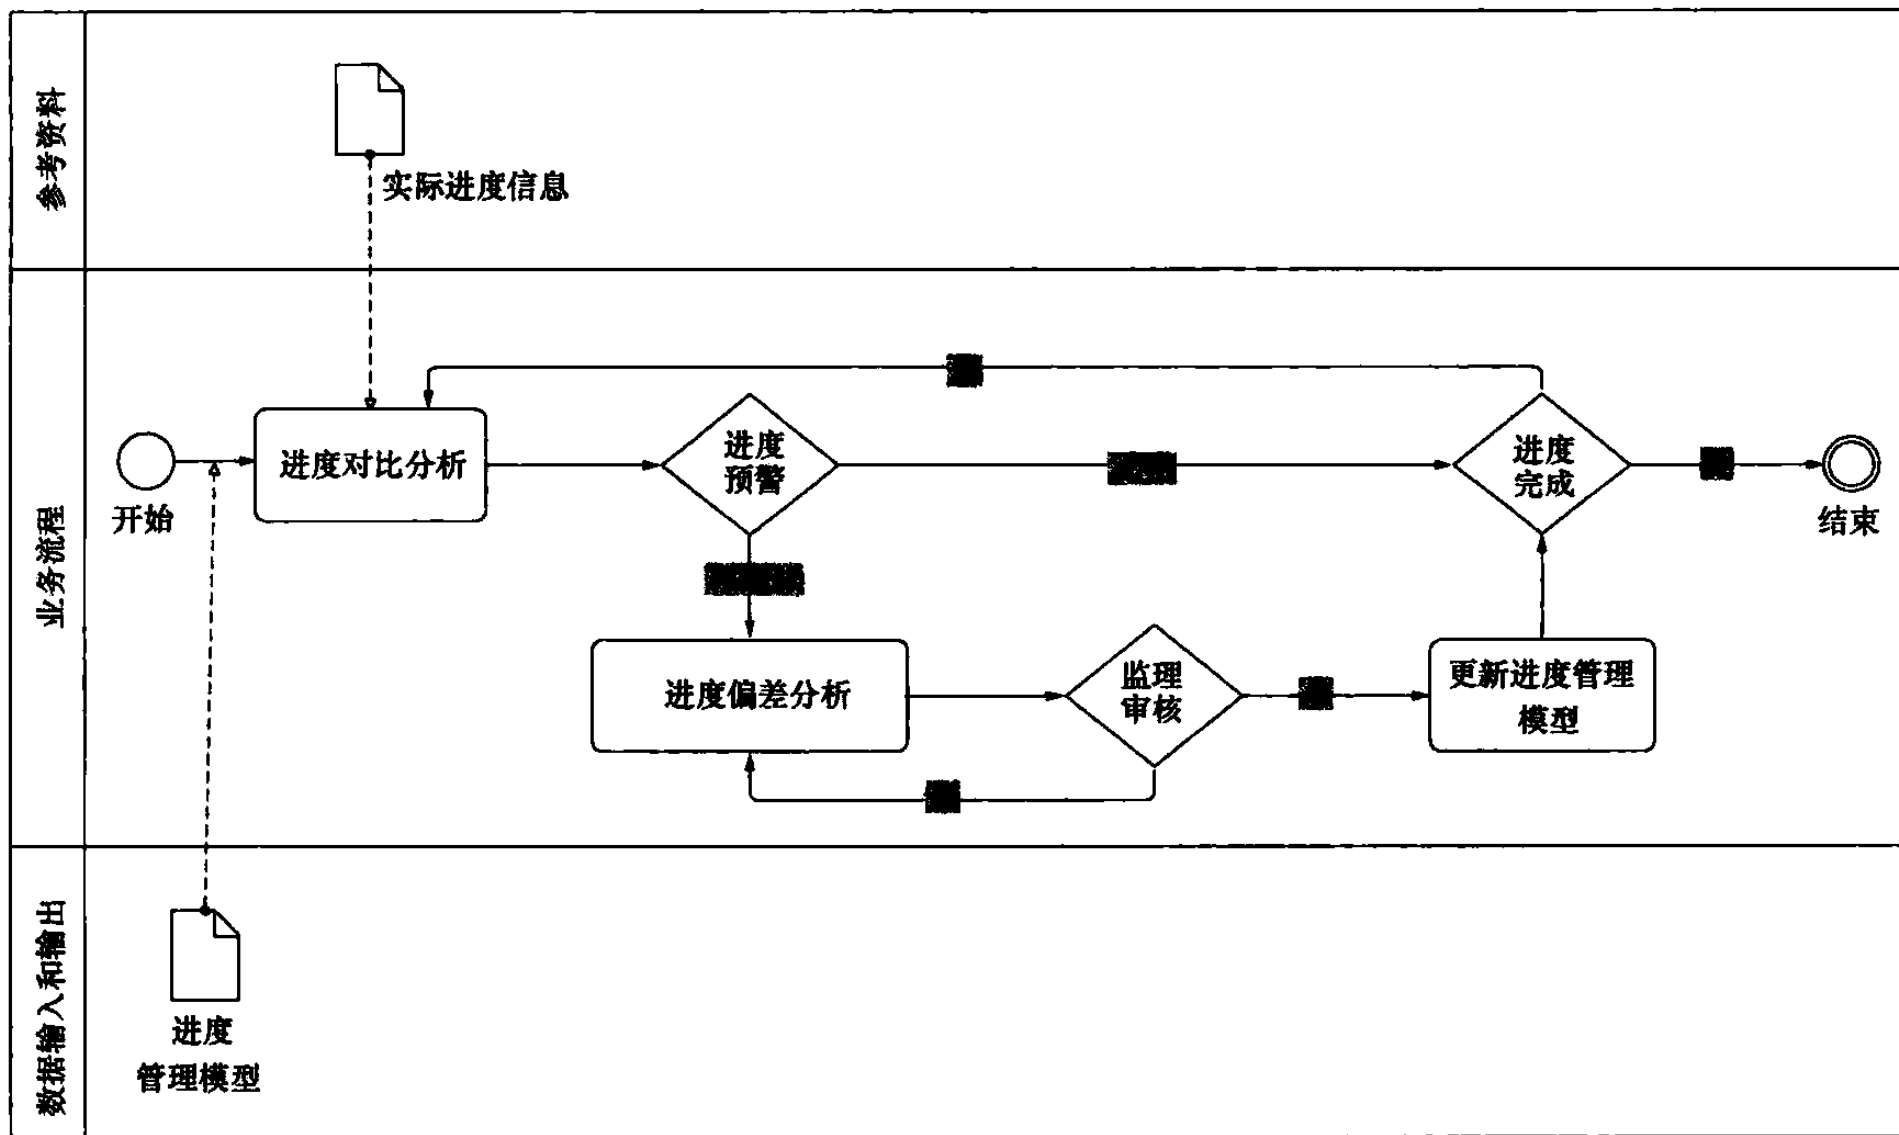 参考资料
实际进度信息
业务流程
开始
进度对比分析
进度
预警
进度
完成
结束
进度偏差分析
监理
审核
更新进度管理
模型
数据输入和输出
进度
管理模型